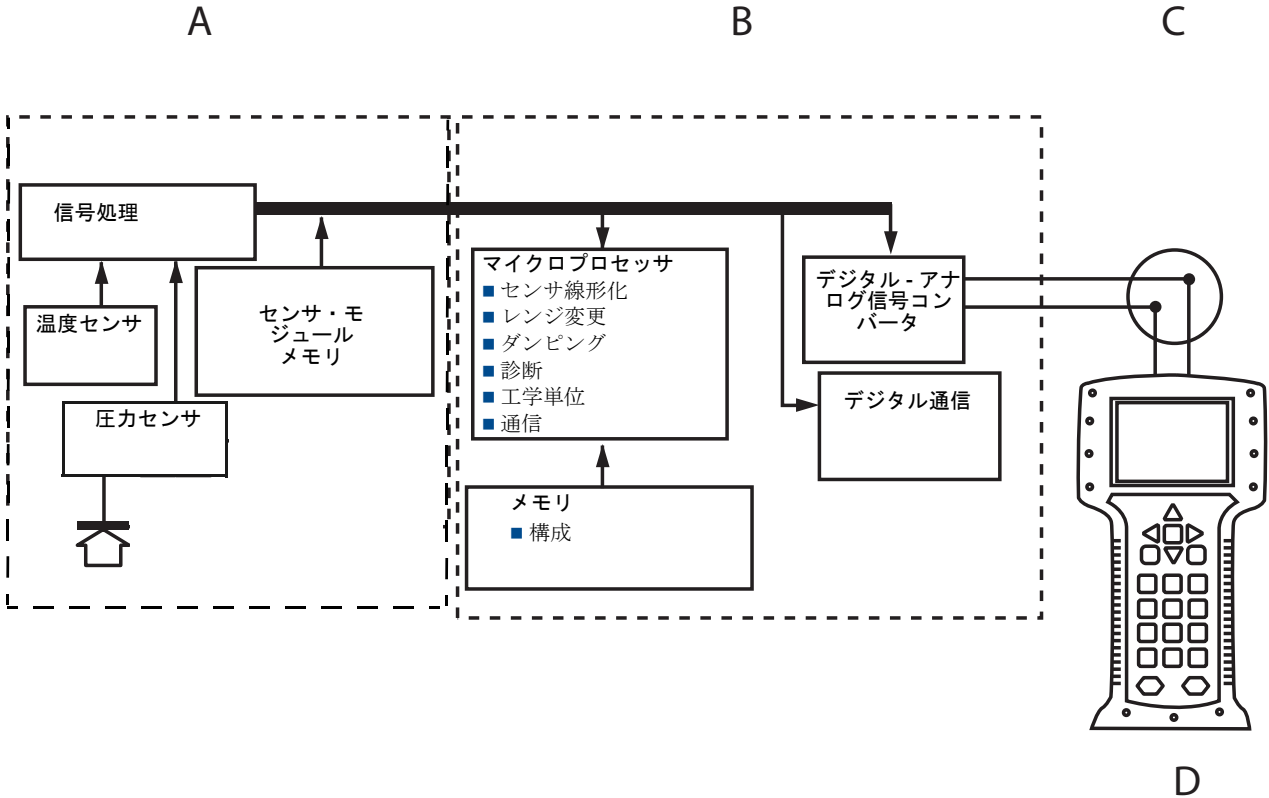 A
B
C
信号処理
温度センサ
圧力センサ
センサ・モ
ジュール
メモリ
マイクロプロセッサ
■ センサ線形化
■ レンジ変更
■ ダンピング
■ 診断
■ 工学単位
■ 通信
メモリ
■ 構成
デジタル - アナ
ログ信号コン
バータ
デジタル通信
D